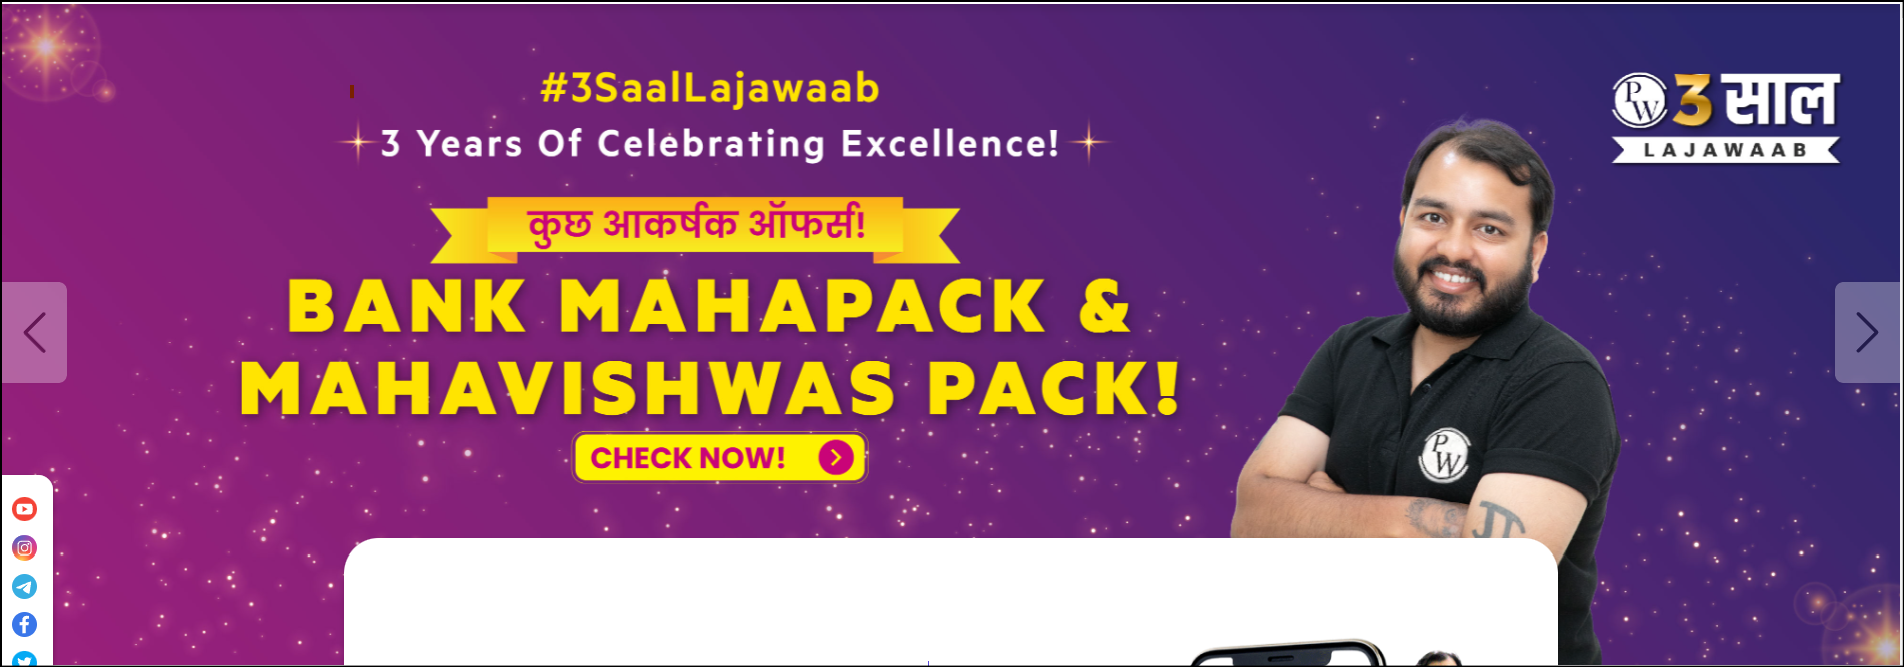 #3SaalLajawaab
3 Years Of Celebrating Excellence!
कुछ आकर्षक ऑफर्स!
BANK MAHAPACK &
MAHAVISHWAS PACK!
CHECK NOW!
PW 3 साल
LAJAWAAB
PW